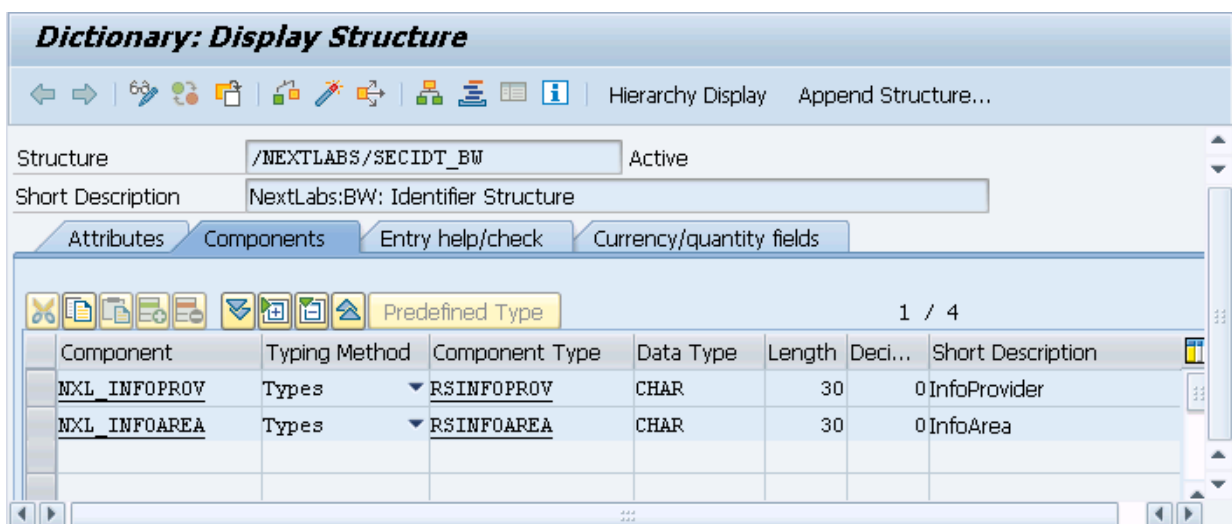 Dictionary: Display Structure
Hierarchy Display Append Structure...
Structure /NEXTLABS/SECIDT_BW Active
Short Description NextLabs:BW: Identifier Structure
Attributes Components Entry help/check Currency/quantity fields
Predefined Type 1 / 4
Component Typing Method Component Type Data Type Length Deci... Short Description
NXL_INFOPROV Types RSINFOPROV CHAR 30 0 InfoProvider
NXL_INFOAREA Types RSINFOAREA CHAR 30 0 InfoArea